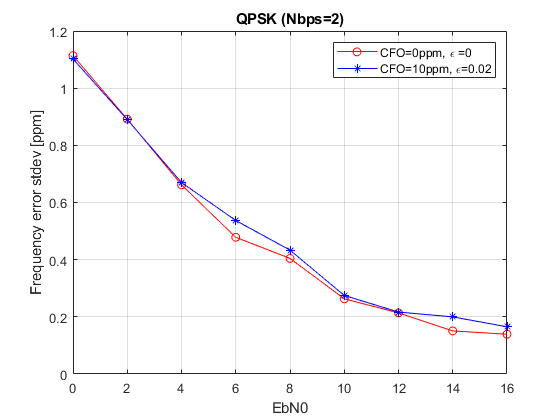 QPSK (Nbps=2)
CFO=0ppm, ϵ =0
CFO=10ppm, ϵ=0.02
Frequency error stdev [ppm]
1.2
1
0.8
0.6
0.4
0.2
0
0 2 4 6 8 10 12 14 16
EbN0